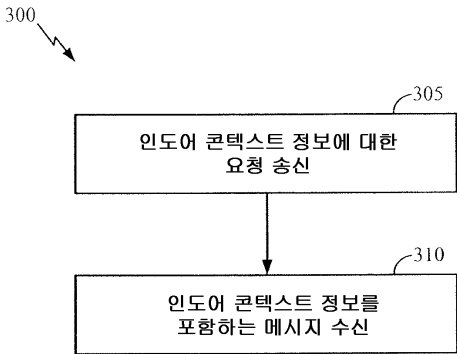 300
305
인도어 콘텍스트 정보에 대한
요청 송신
310
인도어 콘텍스트 정보를
포함하는 메시지 수신